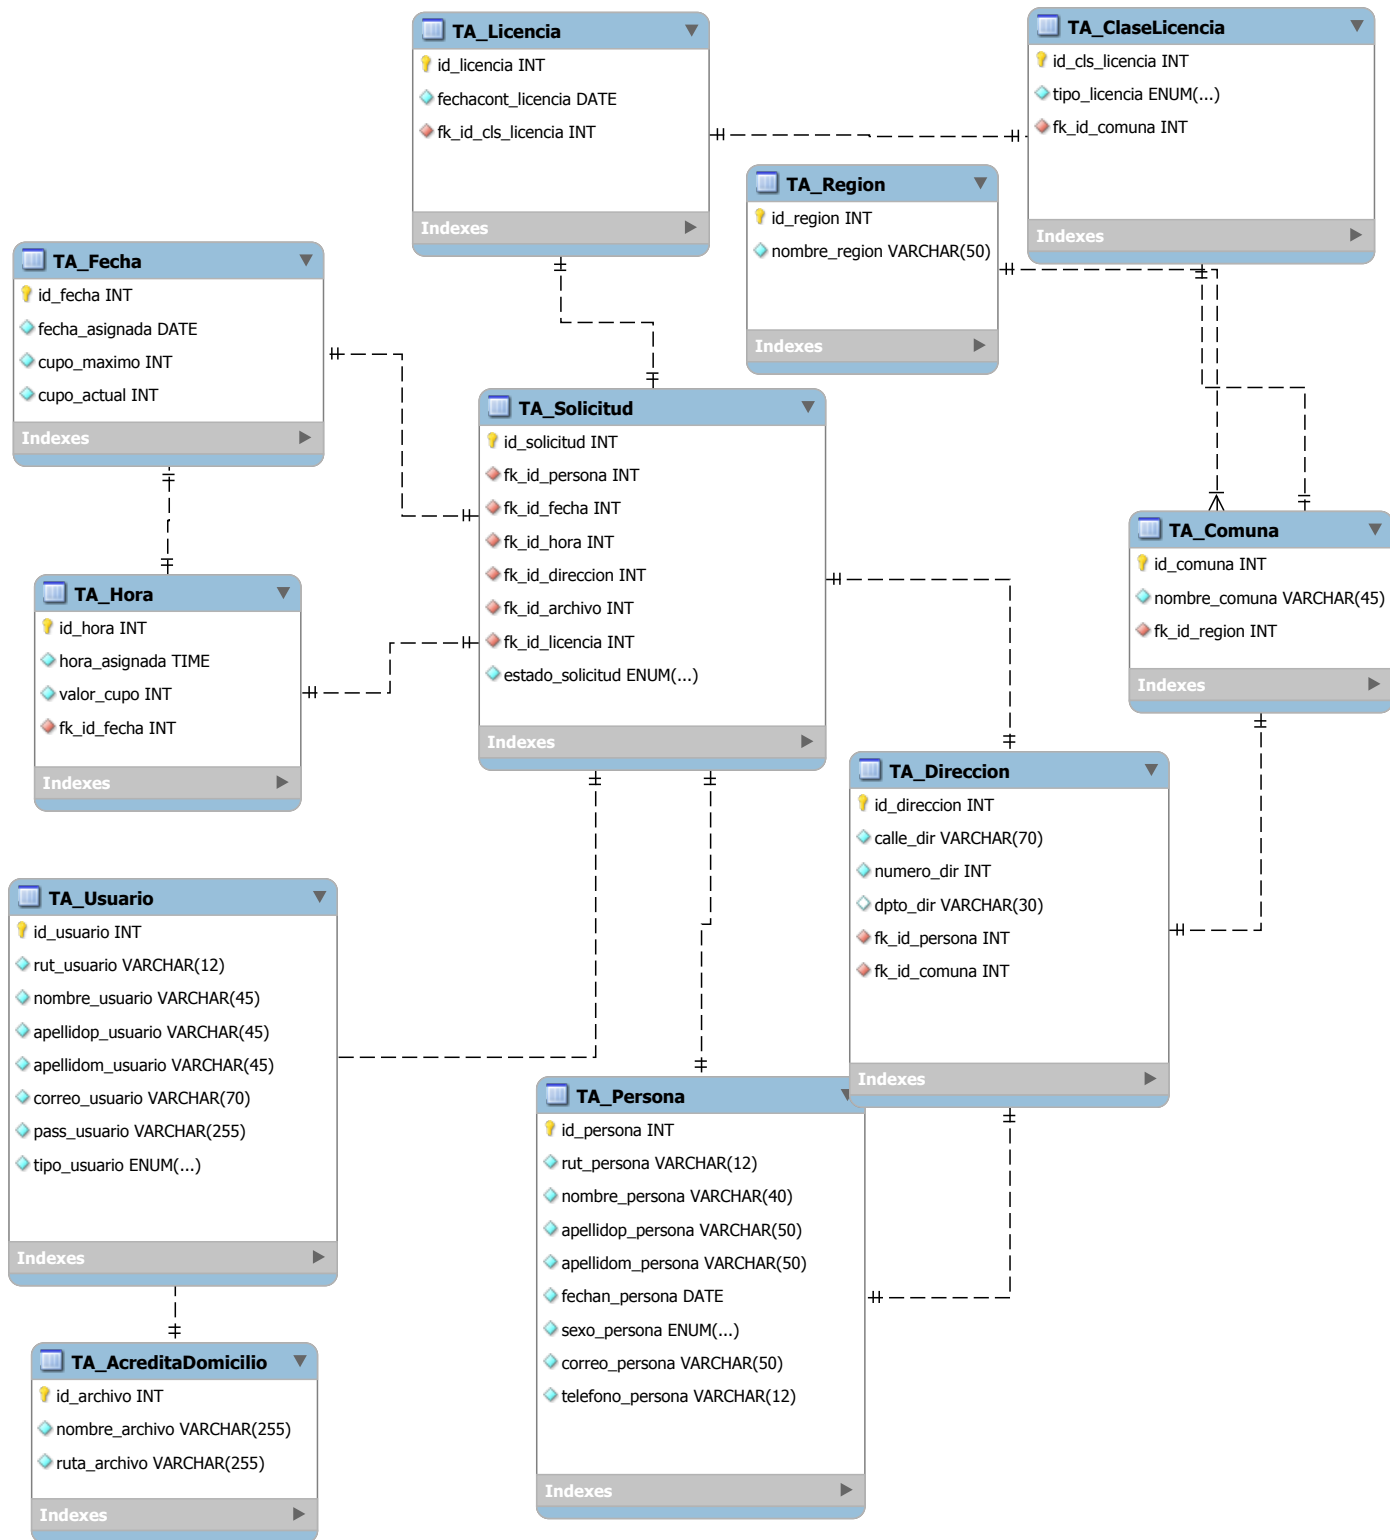 TA_Licencia
id_licencia INT
fechacont_licencia DATE
fk_id_cls_licencia INT
Indexes
TA_ClaseLicencia
id_cls_licencia INT
tipo_licencia ENUM(...)
fk_id_comuna INT
Indexes
TA_Region
id_region INT
nombre_region VARCHAR(50)
Indexes
TA_Fecha
id_fecha INT
fecha_asignada DATE
cupo_maximo INT
cupo_actual INT
Indexes
TA_Solicitud
id_solicitud INT
fk_id_persona INT
fk_id_fecha INT
fk_id_hora INT
fk_id_direccion INT
fk_id_archivo INT
fk_id_licencia INT
estado_solicitud ENUM(...)
Indexes
TA_Comuna
id_comuna INT
nombre_comuna VARCHAR(45)
fk_id_region INT
Indexes
TA_Hora
id_hora INT
hora_asignada TIME
valor_cupo INT
fk_id_fecha INT
Indexes
TA_Direccion
id_direccion INT
calle_dir VARCHAR(70)
numero_dir INT
dpto_dir VARCHAR(30)
fk_id_persona INT
fk_id_comuna INT
Indexes
TA_Usuario
id_usuario INT
rut_usuario VARCHAR(12)
nombre_usuario VARCHAR(45)
apellidop_usuario VARCHAR(45)
apellidom_usuario VARCHAR(45)
correo_usuario VARCHAR(70)
pass_usuario VARCHAR(255)
tipo_usuario ENUM(...)
Indexes
TA_Persona
id_persona INT
rut_persona VARCHAR(12)
nombre_persona VARCHAR(40)
apellidop_persona VARCHAR(50)
apellidom_persona VARCHAR(50)
fechan_persona DATE
sexo_persona ENUM(...)
correo_persona VARCHAR(50)
telefono_persona VARCHAR(12)
Indexes
TA_AcreditaDomicilio
id_archivo INT
nombre_archivo VARCHAR(255)
ruta_archivo VARCHAR(255)
Indexes